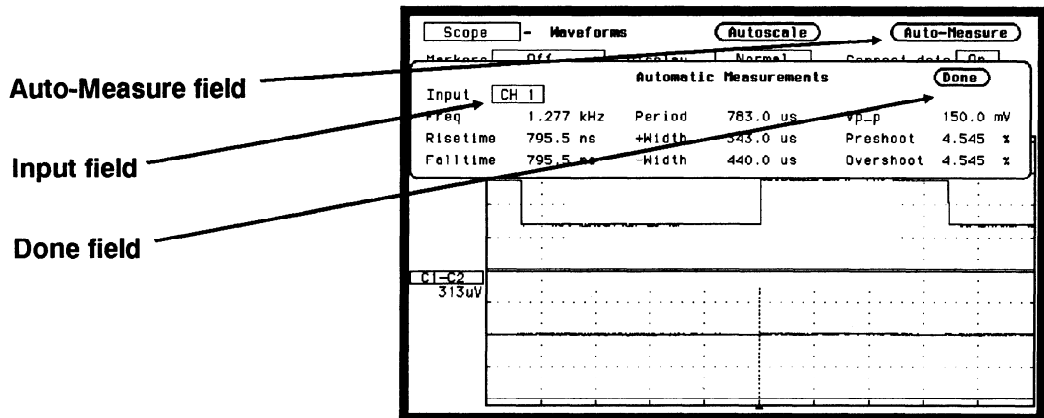 Scope - Waveforms Autoscale Auto-Measure
Markers Off Display Normal Connect dots On
Automatic Measurements Done
Auto-Measure field
Input CH 1
Freq 1.277 kHz Period 783.0 us Vp_p 150.0 mV
Risetime 795.5 ns +Width 343.0 us Preshoot 4.545 %
Input field
Falltime 795.5 ns -Width 440.0 us Overshoot 4.545 %
Done field
C1-C2
313uV